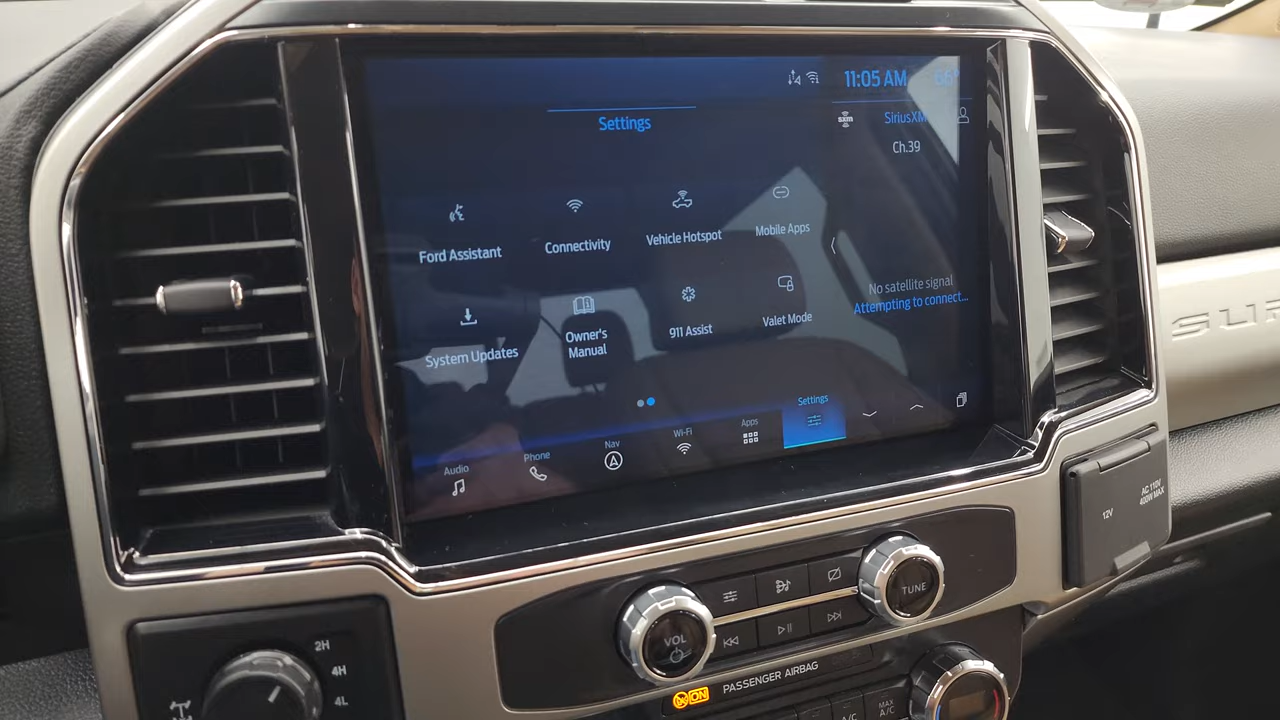 11:05 AM
66°
Settings
SXM
SiriusXM
Ch.39
Ford Assistant
Connectivity
Vehicle Hotspot
Mobile Apps
System Updates
Owner's
Manual
911 Assist
Valet Mode
No satellite signal
Attempting to connect...
Audio
Phone
Nav
Wi-Fi
Apps
Settings
12V
AC 110V
400W MAX
VOL
TUNE
2H
4H
4L
ON
PASSENGER AIRBAG
A/C
MAX
A/C